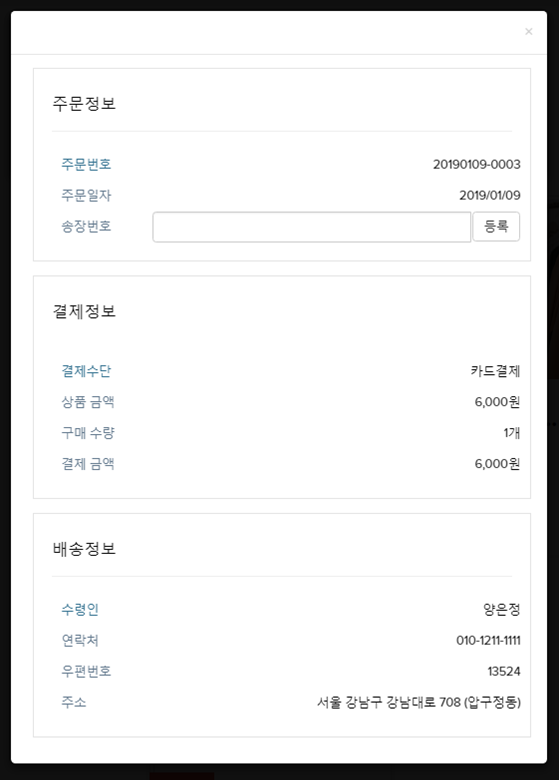 ×
주문정보
주문번호 20190109-0003
주문일자 2019/01/09
송장번호 등록
결제정보
결제수단 카드결제
상품 금액 6,000원
구매 수량 1개
결제 금액 6,000원
배송정보
수령인 양은정
연락처 010-1211-1111
우편번호 13524
주소 서울 강남구 강남대로 708 (압구정동)